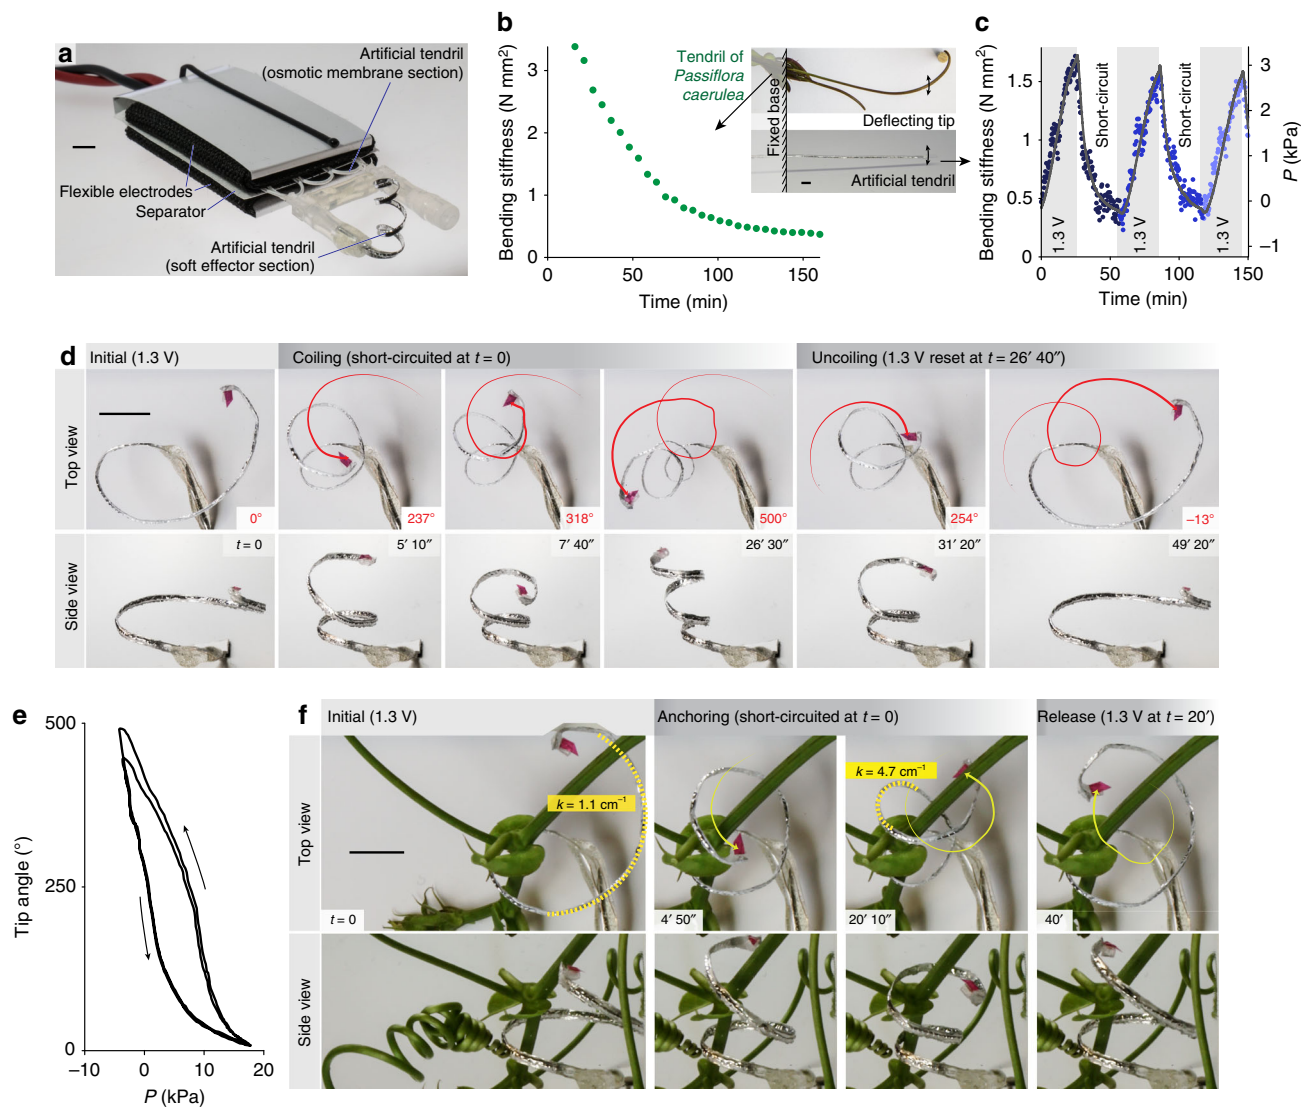 a
Artificial tendril
(osmotic membrane section)
Flexible electrodes
Separator
Artificial tendril
(soft effector section)
b
Bending stiffness (N mm²)
3
2
1
0
0
50
100
150
Time (min)
Tendril of
Passiflora
caerulea
Fixed base
Deflecting tip
Artificial tendril
c
Bending stiffness (N mm²)
1.5
1
0.5
0
1.3 V
Short-circuit
1.3 V
Short-circuit
1.3 V
3
2
1
0
−1
P (kPa)
0
50
100
150
Time (min)
d
Initial (1.3 V)
Coiling (short-circuited at t = 0)
Uncoiling (1.3 V reset at t = 26′ 40″)
Top view
0°
237°
318°
500°
254°
−13°
Side view
t = 0
5′ 10″
7′ 40″
26′ 30″
31′ 20″
49′ 20″
e
Tip angle (°)
500
250
0
−10
0
10
20
P (kPa)
f
Initial (1.3 V)
Anchoring (short-circuited at t = 0)
Release (1.3 V at t = 20′)
Top view
k = 1.1 cm⁻¹
k = 4.7 cm⁻¹
t = 0
4′ 50″
20′ 10″
40′
Side view